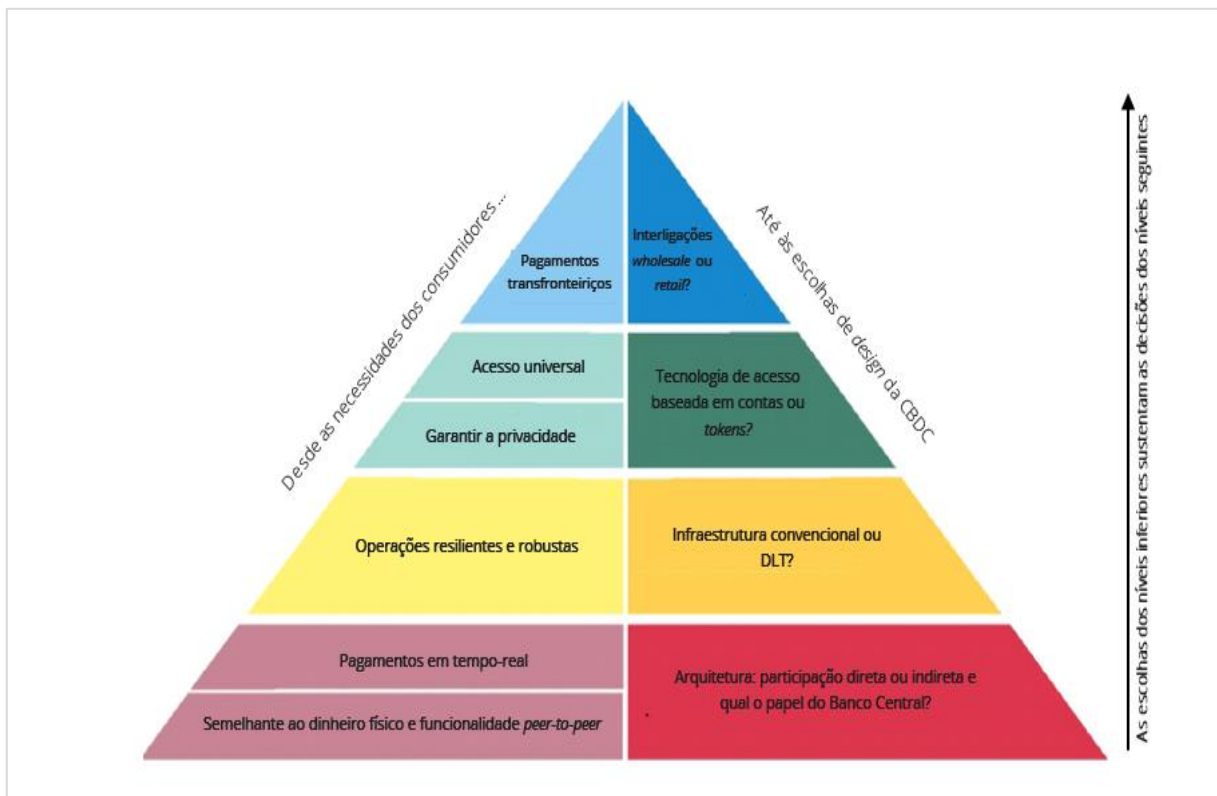 Desde as necessidades dos consumidores...
Até às escolhas de design da CBDC
As escolhas dos níveis inferiores sustentam as decisões dos níveis seguintes
Pagamentos
transfronteiriços
Interligações
wholesale ou
retail?
Acesso universal
Garantir a privacidade
Tecnologia de acesso
baseada em contas ou
tokens?
Operações resilientes e robustas
Infraestrutura convencional ou
DLT?
Pagamentos em tempo-real
Semelhante ao dinheiro físico e funcionalidade peer-to-peer
Arquitetura: participação direta ou indireta e
qual o papel do Banco Central?